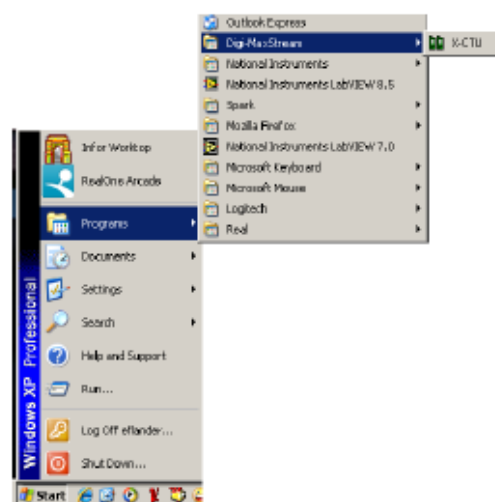 Outlook Express
Digi-MaxStream
X-CTU
National Instruments
National Instruments LabVIEW 8.5
Spark
Mozilla Firefox
National Instruments LabVIEW 7.0
Microsoft Keyboard
Microsoft Mouse
Logitech
Real
Infor Worktop
RealOne Arcade
Programs
Documents
Settings
Search
Help and Support
Run...
Log Off eflander...
Shut Down...
Windows XP Professional
Start